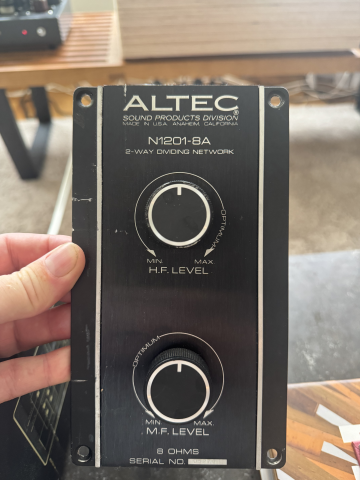 ALTEC
®
SOUND PRODUCTS DIVISION
MADE IN U.S.A. ANAHEIM, CALIFORNIA
N1201-8A
2-WAY DIVIDING NETWORK
OPTIMUM
MIN. MAX.
H.F. LEVEL
OPTIMUM
MIN. MAX.
M.F. LEVEL
8 OHMS
SERIAL NO.